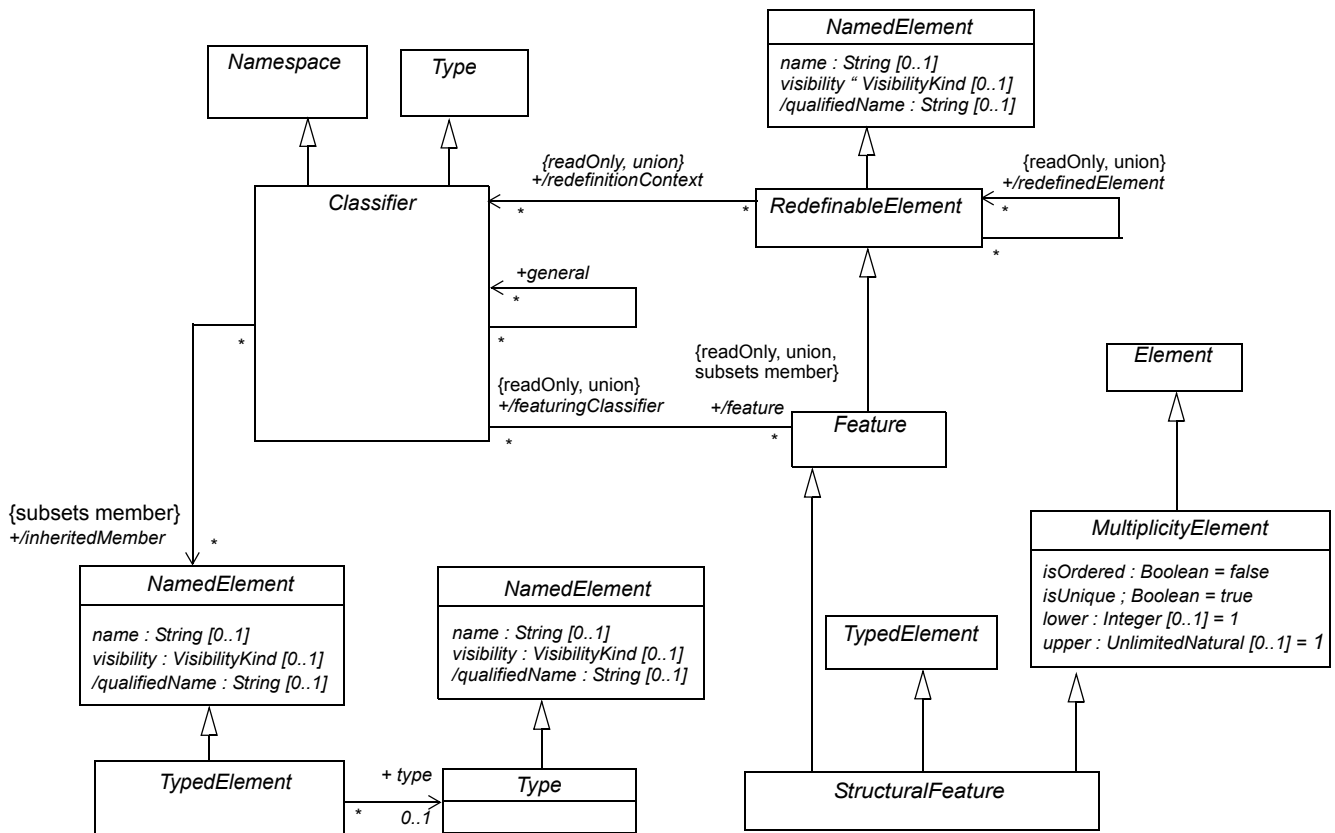 NamedElement
name : String [0..1]
visibility “ VisibilityKind [0..1]
/qualifiedName : String [0..1]
Namespace
Type
{readOnly, union}
+/redefinitionContext
*
*
Classifier
RedefinableElement
{readOnly, union}
+/redefinedElement
*
*
+general
*
*
*
{readOnly, union}
+/featuringClassifier
*
{readOnly, union,
subsets member}
+/feature
*
Feature
Element
{subsets member}
+/inheritedMember
*
MultiplicityElement
isOrdered : Boolean = false
isUnique ; Boolean = true
lower : Integer [0..1] = 1
upper : UnlimitedNatural [0..1] = 1
NamedElement
name : String [0..1]
visibility : VisibilityKind [0..1]
/qualifiedName : String [0..1]
NamedElement
name : String [0..1]
visibility : VisibilityKind [0..1]
/qualifiedName : String [0..1]
TypedElement
TypedElement
+ type
*
0..1
Type
StructuralFeature